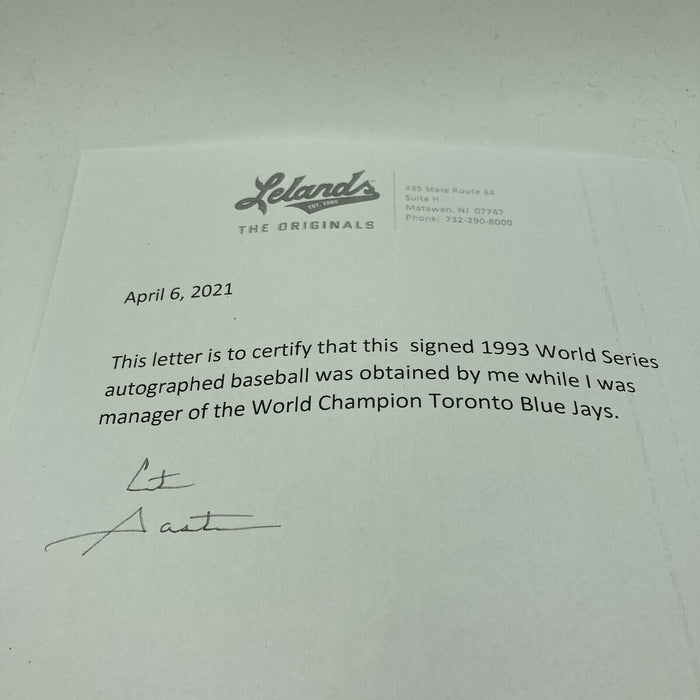 Lelands
EST. 1985
THE ORIGINALS
435 State Route 34
Suite H
Matawan, NJ 07747
Phone: 732-290-8000
April 6, 2021
This letter is to certify that this signed 1993 World Series
autographed baseball was obtained by me while I was
manager of the World Champion Toronto Blue Jays.